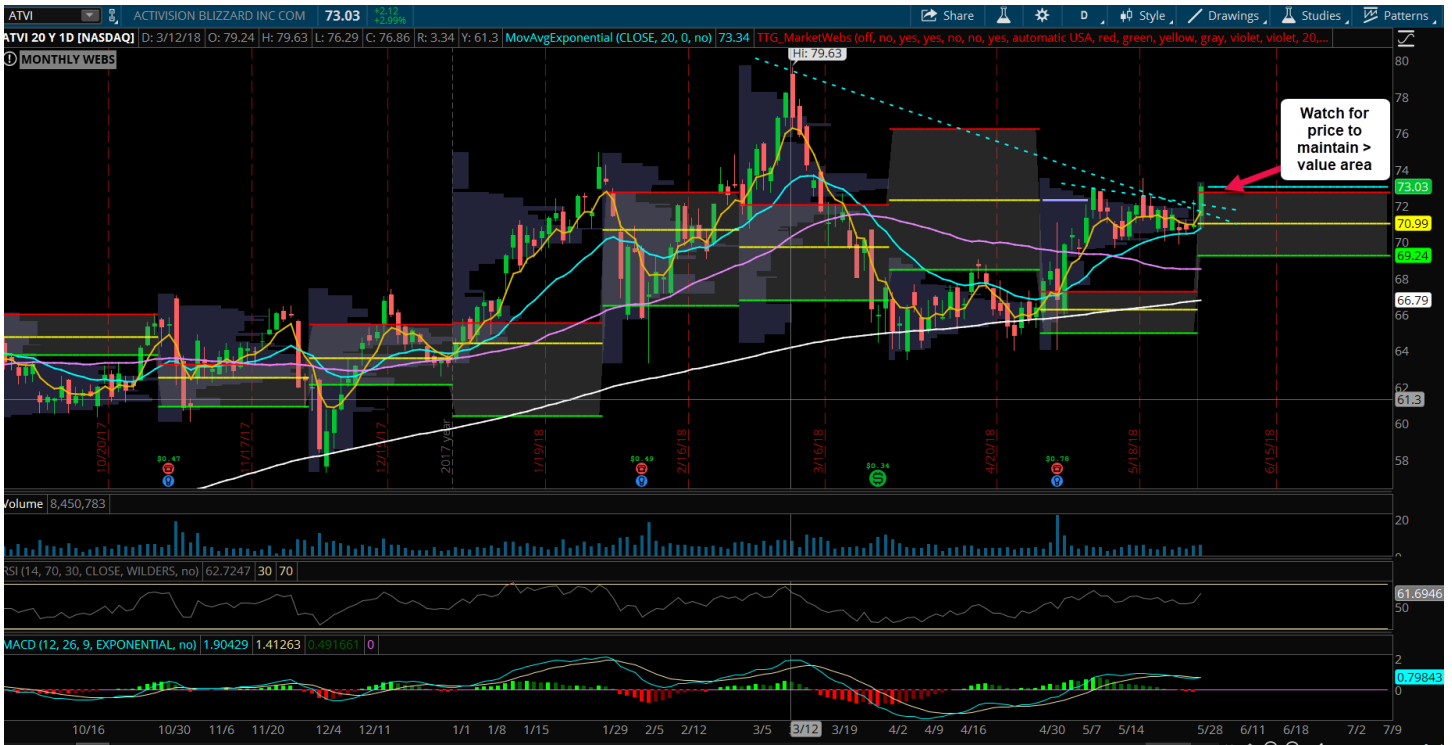 ATVI
ACTIVISION BLIZZARD INC COM
73.03
+2.12
+2.99%
Share
D
Style
Drawings
Studies
Patterns
ATVI 20 Y 1D [NASDAQ] D: 3/12/18 O: 79.24 H: 79.63 L: 76.29 C: 76.86 R: 3.34 Y: 61.3 MovAvgExponential (CLOSE, 20, 0, no) 73.34 TTG_MarketWebs (off, no, yes, yes, no, no, yes, automatic USA, red, green, yellow, gray, violet, violet, 20,...
MONTHLY WEBS
Hi: 79.63
Watch for
price to
maintain >
value area
80
78
76
74
73.03
72
70.99
70
69.24
68
66.79
66
64
62
61.3
60
58
10/20/17
11/17/17
2017 year
1/19/18
2/16/18
3/16/18
4/20/18
5/18/18
6/15/18
$0.47
$0.49
$0.34
$0.78
Volume 8,450,783
20
RSI (14, 70, 30, CLOSE, WILDERS, no) 62.7247 30 70
61.6946
50
MACD (12, 26, 9, EXPONENTIAL, no) 1.90429 1.41263 0.491661 0
2
0.79843
0
10/16 10/30 11/6 11/20 12/4 12/11 1/1 1/8 1/15 1/29 2/5 2/12 3/5 3/12 3/19 4/2 4/9 4/16 4/30 5/7 5/14 5/28 6/11 6/18 7/2 7/9